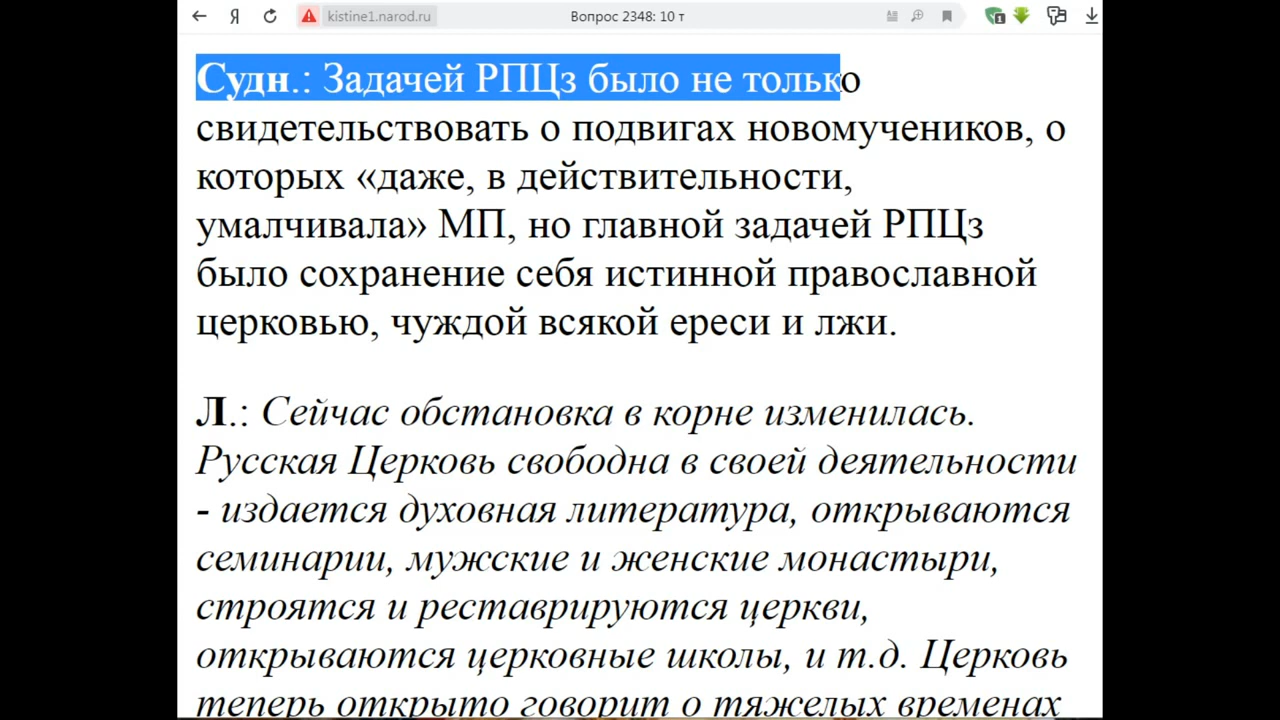 Я kistine1.narod.ru Вопрос 2348: 10 т 1
Судн.: Задачей РПЦз было не только
свидетельствовать о подвигах новомучеников, о
которых «даже, в действительности,
умалчивала» МП, но главной задачей РПЦз
было сохранение себя истинной православной
церковью, чуждой всякой ереси и лжи.
Л.: Сейчас обстановка в корне изменилась.
Русская Церковь свободна в своей деятельности
- издается духовная литература, открываются
семинарии, мужские и женские монастыри,
строятся и реставрируются церкви,
открываются церковные школы, и т.д. Церковь
теперь открыто говорит о тяжелых временах